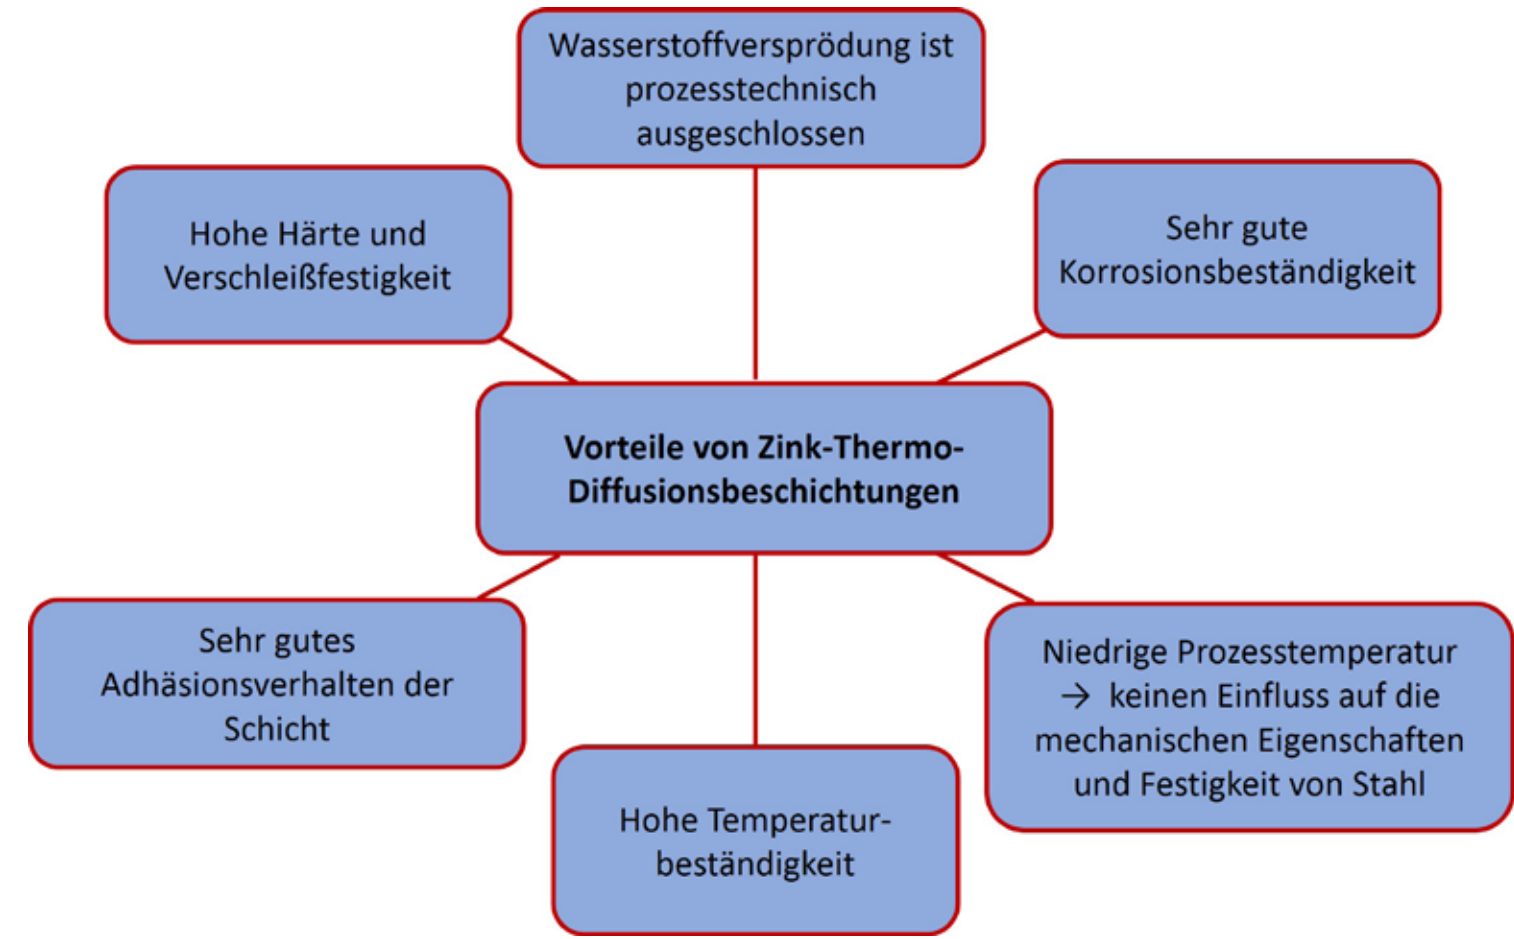 Wasserstoffversprödung ist
prozesstechnisch
ausgeschlossen
Hohe Härte und
Verschleißfestigkeit
Sehr gute
Korrosionsbeständigkeit
Vorteile von Zink-Thermo-
Diffusionsbeschichtungen
Sehr gutes
Adhäsionsverhalten der
Schicht
Niedrige Prozesstemperatur
→ keinen Einfluss auf die
mechanischen Eigenschaften
und Festigkeit von Stahl
Hohe Temperatur-
beständigkeit